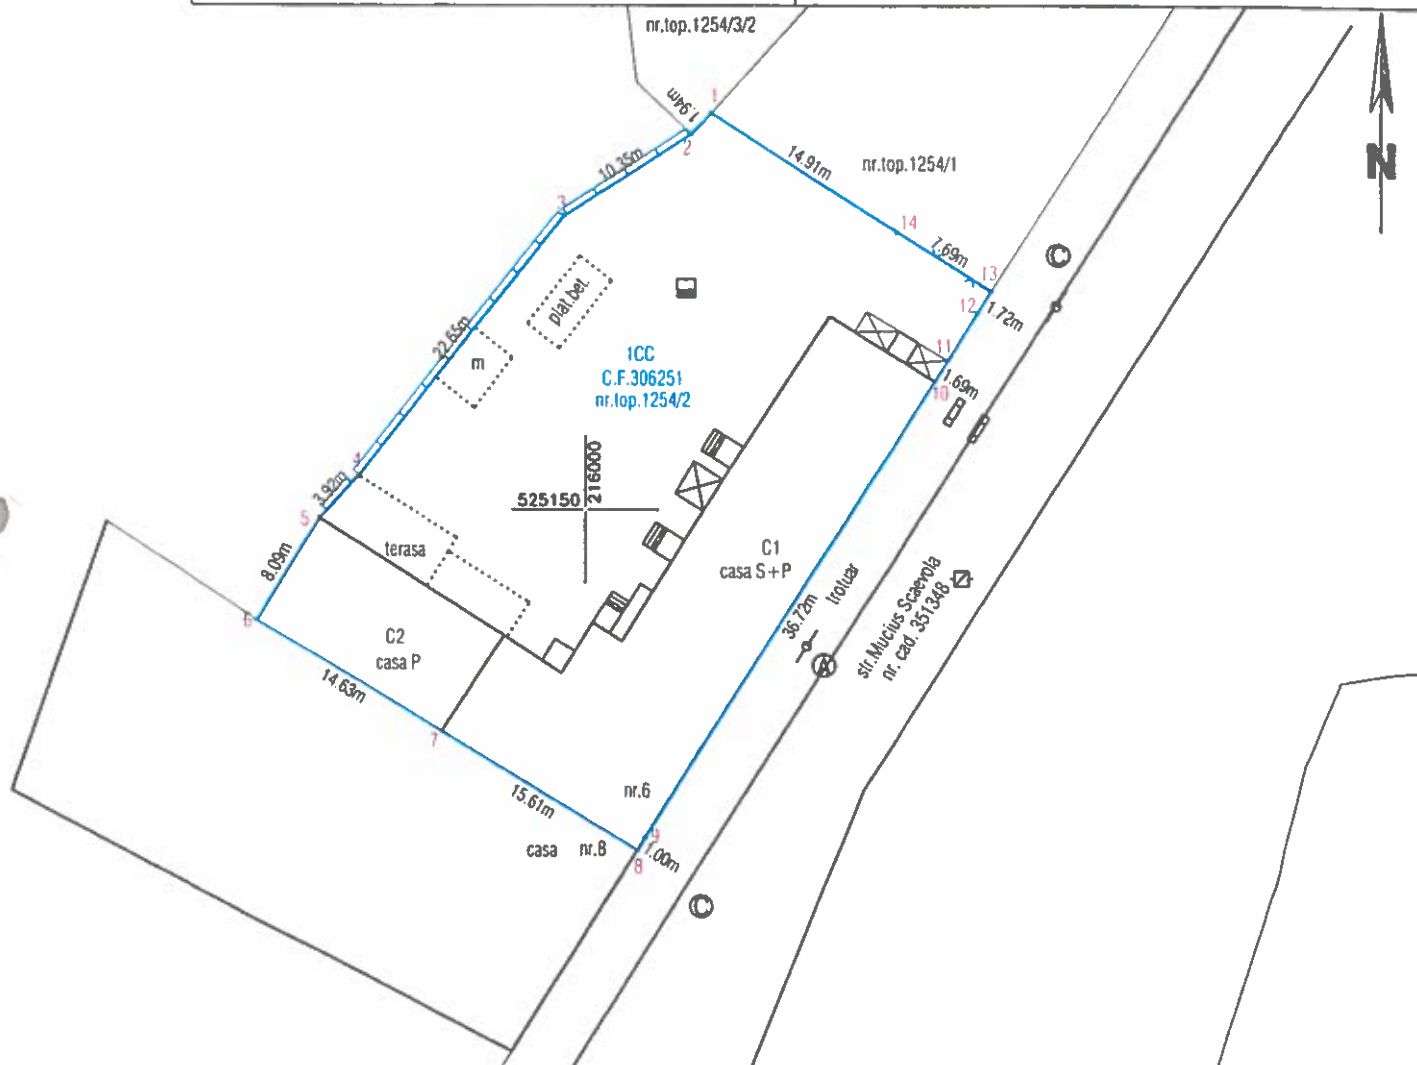 nr.top.1254/3/2
1.94m
1
2
10.35m
14.91m
nr.top.1254/1
N
3
14
7.69m
13
C
12
1.72m
plat.bet.
22.65m
m
11
1CC
C.F.306251
nr.top.1254/2
1.69m
10
4
216000
525150
3.92m
5
terasa
C1
casa S+P
8.09m
36.72m
trotuar
str.Mucius Scaevola
nr. cad. 351348
6
C2
casa P
A
14.63m
7
15.61m
nr.6
9
casa nr.8
1.00m
8
C